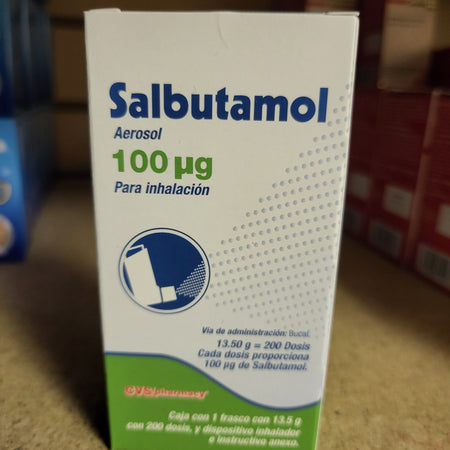 Salbutamol
Aerosol
100 µg
Para inhalación
Vía de administración: Bucal.
13.50 g = 200 Dosis
Cada dosis proporciona
100 µg de Salbutamol.
CVS/pharmacy
Caja con 1 frasco con 13.5 g
con 200 dosis, y dispositivo inhalador
e instructivo anexo.